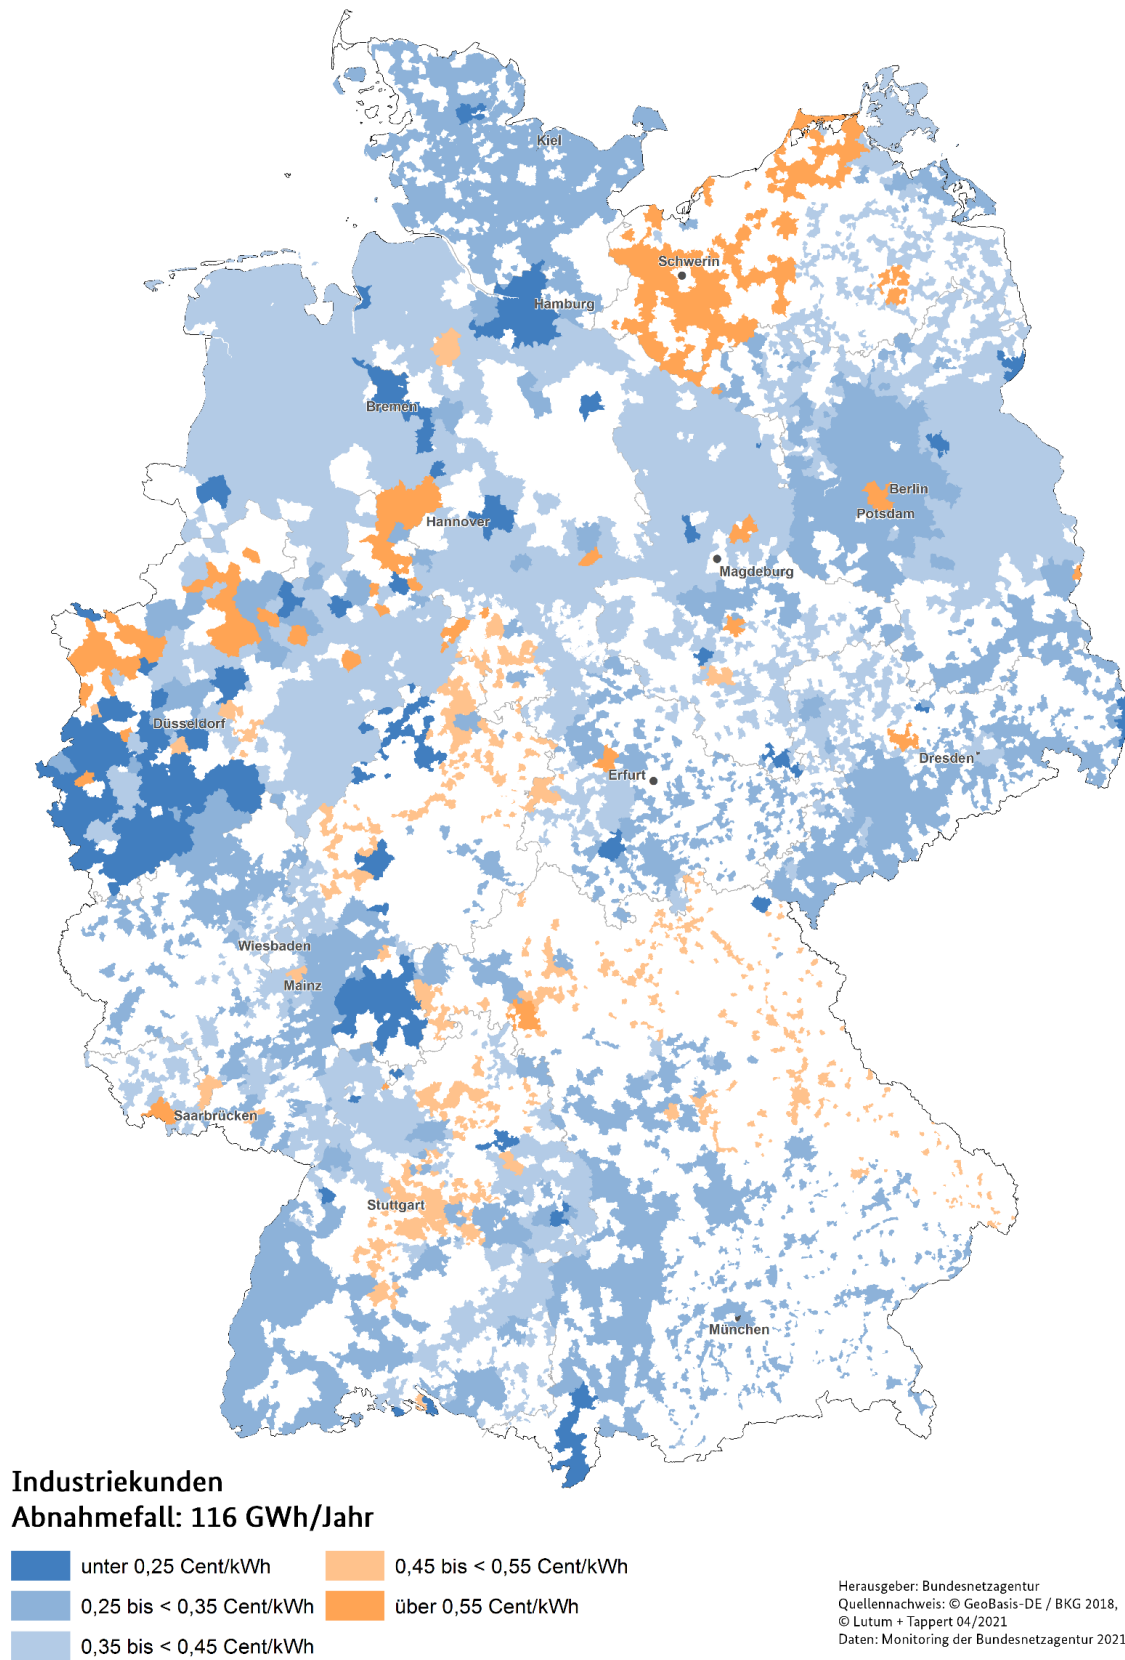 Kiel
Schwerin
Hamburg
Bremen
Berlin
Potsdam
Hannover
Magdeburg
Düsseldorf
Dresden
Erfurt
Wiesbaden
Mainz
Saarbrücken
Stuttgart
München
Industriekunden
Abnahmefall: 116 GWh/Jahr
unter 0,25 Cent/kWh
0,45 bis < 0,55 Cent/kWh
0,25 bis < 0,35 Cent/kWh
über 0,55 Cent/kWh
0,35 bis < 0,45 Cent/kWh
Herausgeber: Bundesnetzagentur
Quellennachweis: © GeoBasis-DE / BKG 2018,
© Lutum + Tappert 04/2021
Daten: Monitoring der Bundesnetzagentur 2021